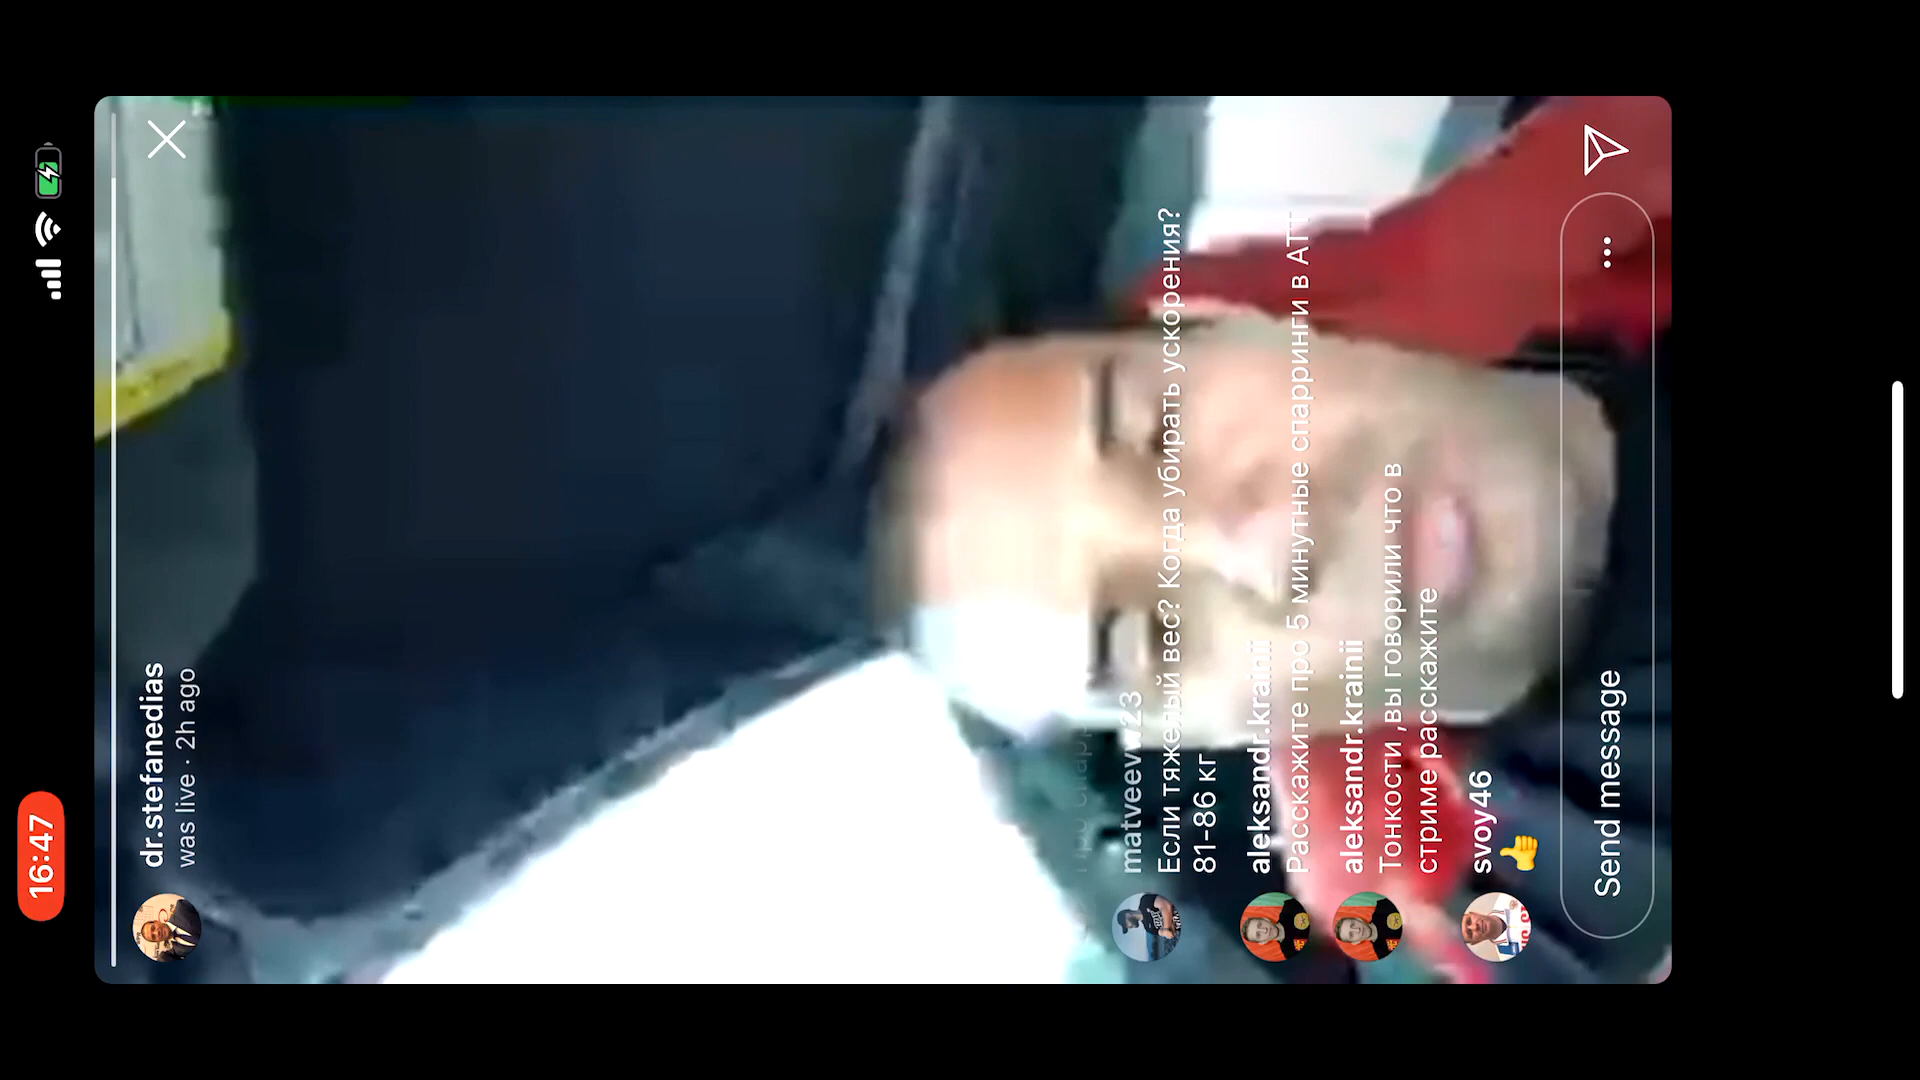 16:47
dr.stefanedias
was live · 2h ago
matveevv23
Если тяжелый вес? Когда убирать ускорения?
81-86 кг
aleksandr.krainii
Расскажите про 5 минутные спарринги в АТТ
aleksandr.krainii
Тонкости ,вы говорили что в
стриме расскажите
svoy46
👍
Send message